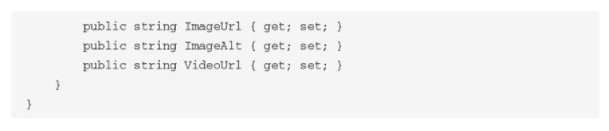 public string ImageUrl { get; set; }
public string ImageAlt { get; set; }
public string VideoUrl { get; set; }
}
}